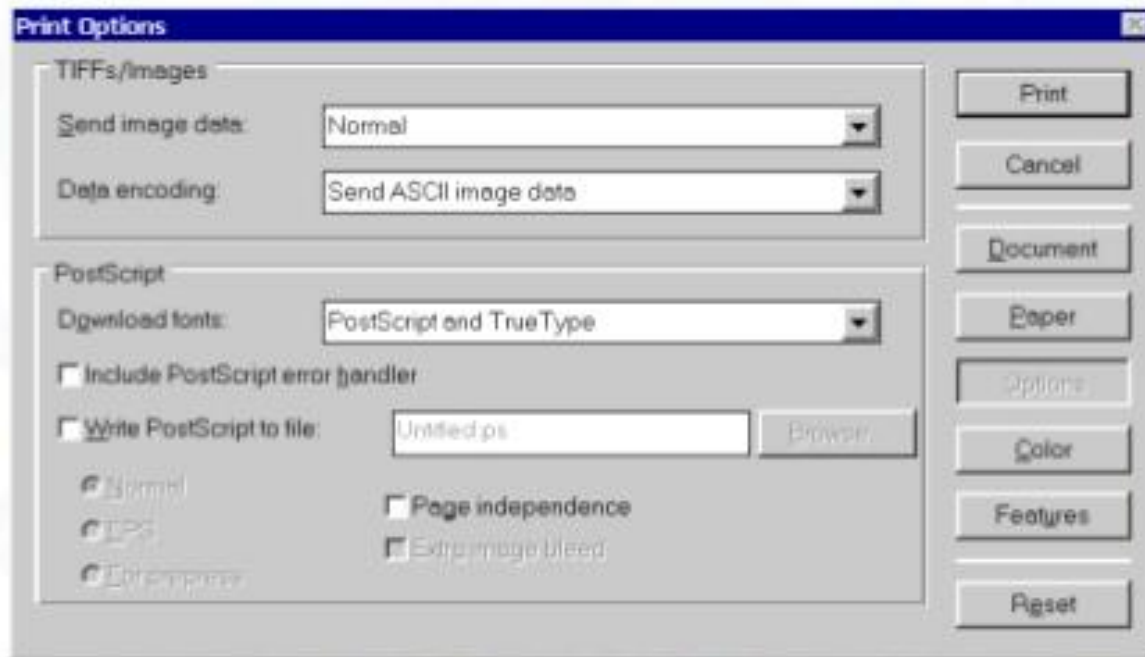 Print Options
TIFFs/Images
Send image data: Normal
Data encoding: Send ASCII image data
PostScript
Download fonts: PostScript and TrueType
Include PostScript error handler
Write PostScript to file: Untitled.ps Browse...
Normal
EPS
Page independence
Extra image bleed
For prepress
Print
Cancel
Document
Paper
Options
Color
Features
Reset